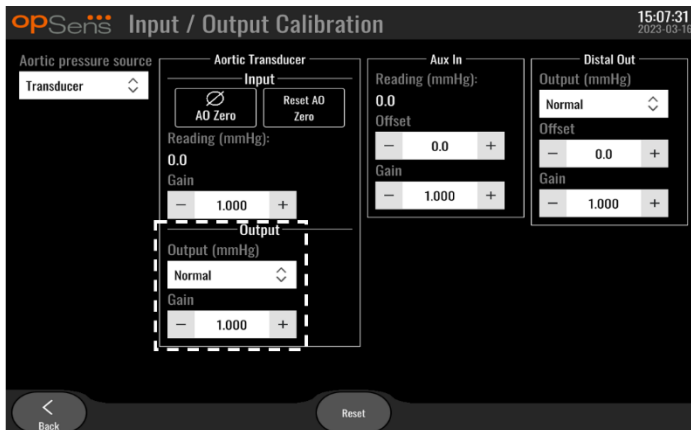 opSens Input / Output Calibration
15:07:31
2023-03-16
Aortic pressure source
Transducer
Aortic Transducer
Input
AO Zero
Reset AO
Zero
Reading (mmHg):
0.0
Gain
− 1.000 +
Output
Output (mmHg)
Normal
Gain
− 1.000 +
Aux In
Reading (mmHg):
0.0
Offset
− 0.0 +
Gain
− 1.000 +
Distal Out
Output (mmHg)
Normal
Offset
− 0.0 +
Gain
− 1.000 +
Back
Reset